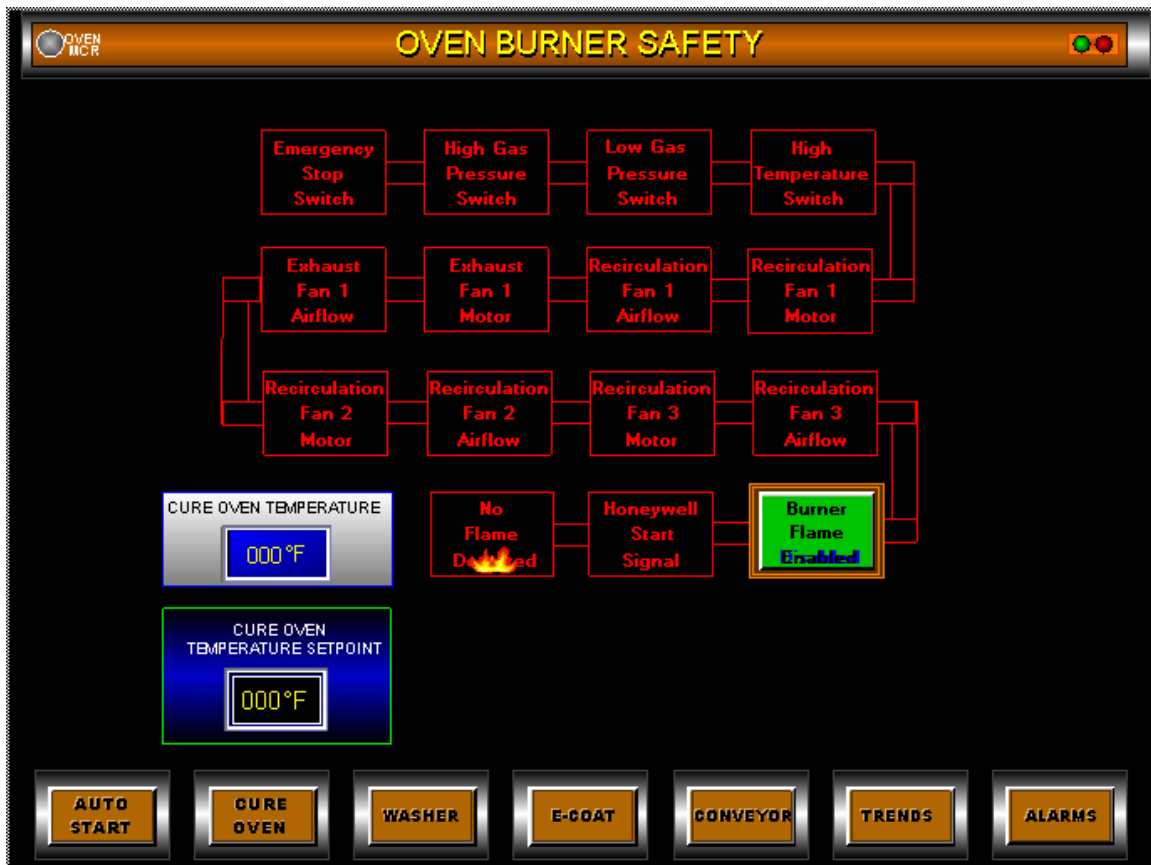 OVEN
MCR
OVEN BURNER SAFETY
Emergency
Stop
Switch
High Gas
Pressure
Switch
Low Gas
Pressure
Switch
High
Temperature
Switch
Exhaust
Fan 1
Airflow
Exhaust
Fan 1
Motor
Recirculation
Fan 1
Airflow
Recirculation
Fan 1
Motor
Recirculation
Fan 2
Motor
Recirculation
Fan 2
Airflow
Recirculation
Fan 3
Motor
Recirculation
Fan 3
Airflow
CURE OVEN TEMPERATURE
000°F
No
Flame
Honeywell
Start
Signal
Burner
Flame
CURE OVEN
TEMPERATURE SETPOINT
000°F
AUTO
START
CURE
OVEN
WASHER
E-COAT
CONVEYOR
TRENDS
ALARMS